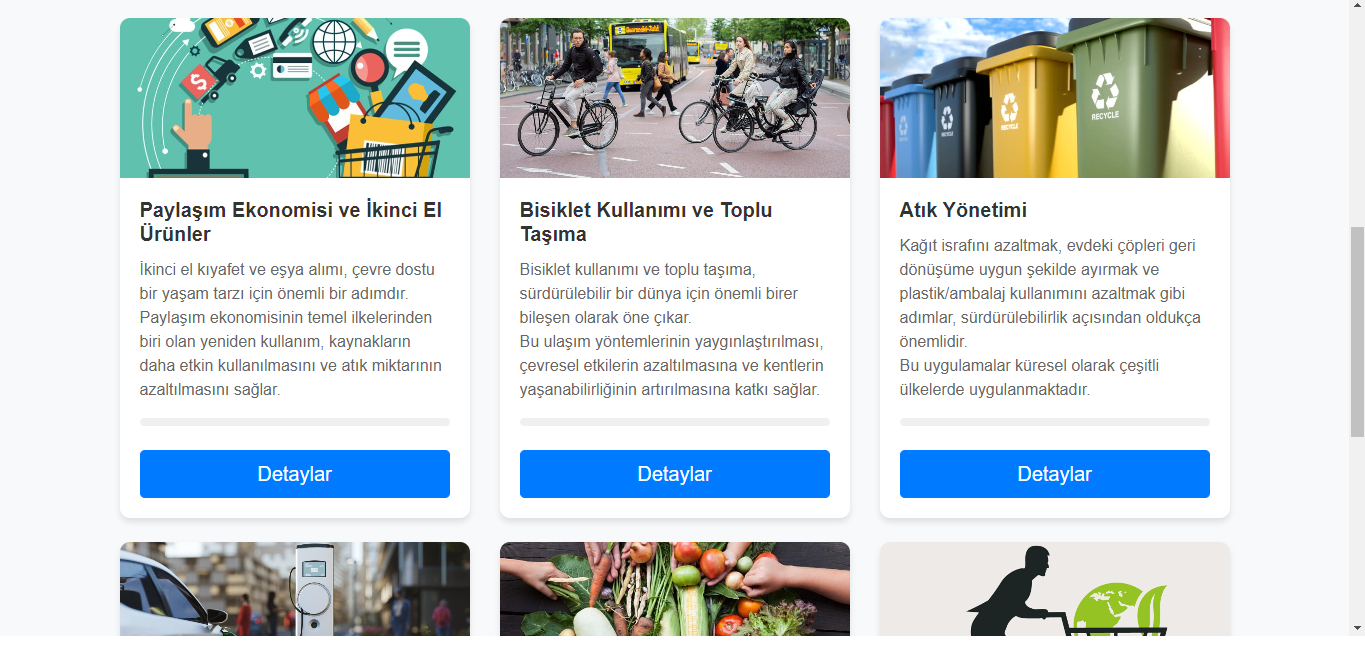 RECYCLE
RECYCLE
Paylaşım Ekonomisi ve İkinci El
Ürünler
İkinci el kıyafet ve eşya alımı, çevre dostu
bir yaşam tarzı için önemli bir adımdır.
Paylaşım ekonomisinin temel ilkelerinden
biri olan yeniden kullanım, kaynakların
daha etkin kullanılmasını ve atık miktarının
azaltılmasını sağlar.
Detaylar
Bisiklet Kullanımı ve Toplu
Taşıma
Bisiklet kullanımı ve toplu taşıma,
sürdürülebilir bir dünya için önemli birer
bileşen olarak öne çıkar.
Bu ulaşım yöntemlerinin yaygınlaştırılması,
çevresel etkilerin azaltılmasına ve kentlerin
yaşanabilirliğinin artırılmasına katkı sağlar.
Detaylar
Atık Yönetimi
Kağıt israfını azaltmak, evdeki çöpleri geri
dönüşüme uygun şekilde ayırmak ve
plastik/ambalaj kullanımını azaltmak gibi
adımlar, sürdürülebilirlik açısından oldukça
önemlidir.
Bu uygulamalar küresel olarak çeşitli
ülkelerde uygulanmaktadır.
Detaylar